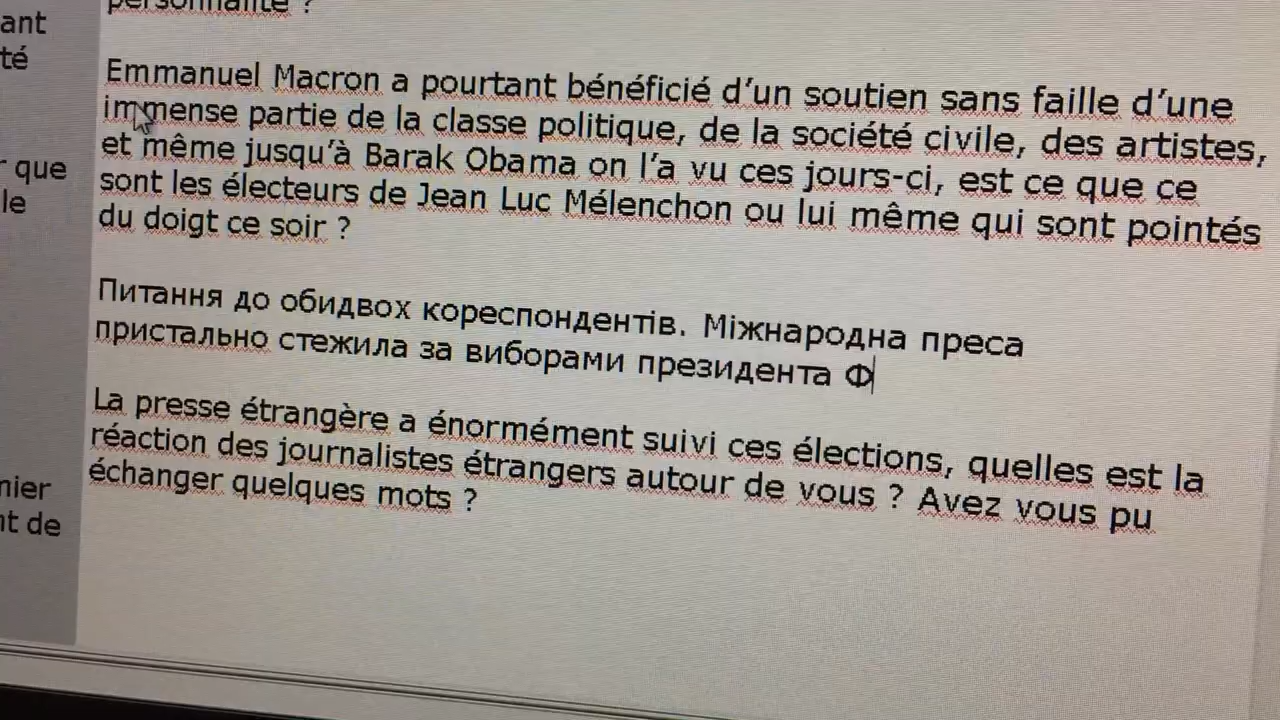 personnalité ?
ant
té
r que
le
nier
nt de
Emmanuel Macron a pourtant bénéficié d’un soutien sans faille d’une
immense partie de la classe politique, de la société civile, des artistes,
et même jusqu’à Barak Obama on l’a vu ces jours-ci, est ce que ce
sont les électeurs de Jean Luc Mélenchon ou lui même qui sont pointés
du doigt ce soir ?
Питання до обидвох кореспондентів. Міжнародна преса
пристально стежила за виборами президента Ф
La presse étrangère a énormément suivi ces élections, quelles est la
réaction des journalistes étrangers autour de vous ? Avez vous pu
échanger quelques mots ?